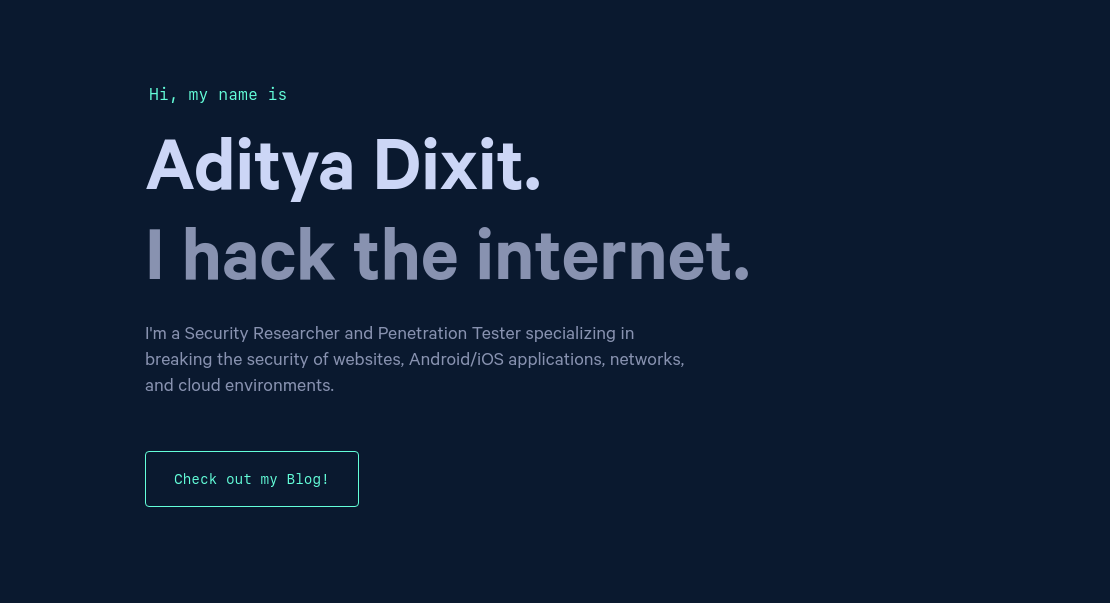 Hi, my name is
Aditya Dixit.
I hack the internet.
I'm a Security Researcher and Penetration Tester specializing in
breaking the security of websites, Android/iOS applications, networks,
and cloud environments.
Check out my Blog!